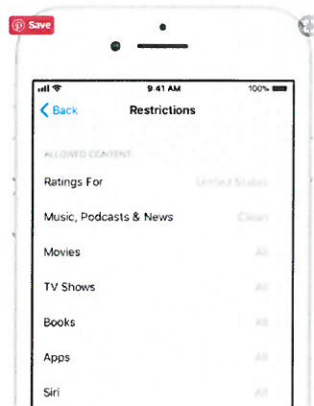 Save
9:41 AM 100%
Back Restrictions
ALLOWED CONTENT:
Ratings For United States
Music, Podcasts & News Clean
Movies All
TV Shows All
Books All
Apps All
Siri All